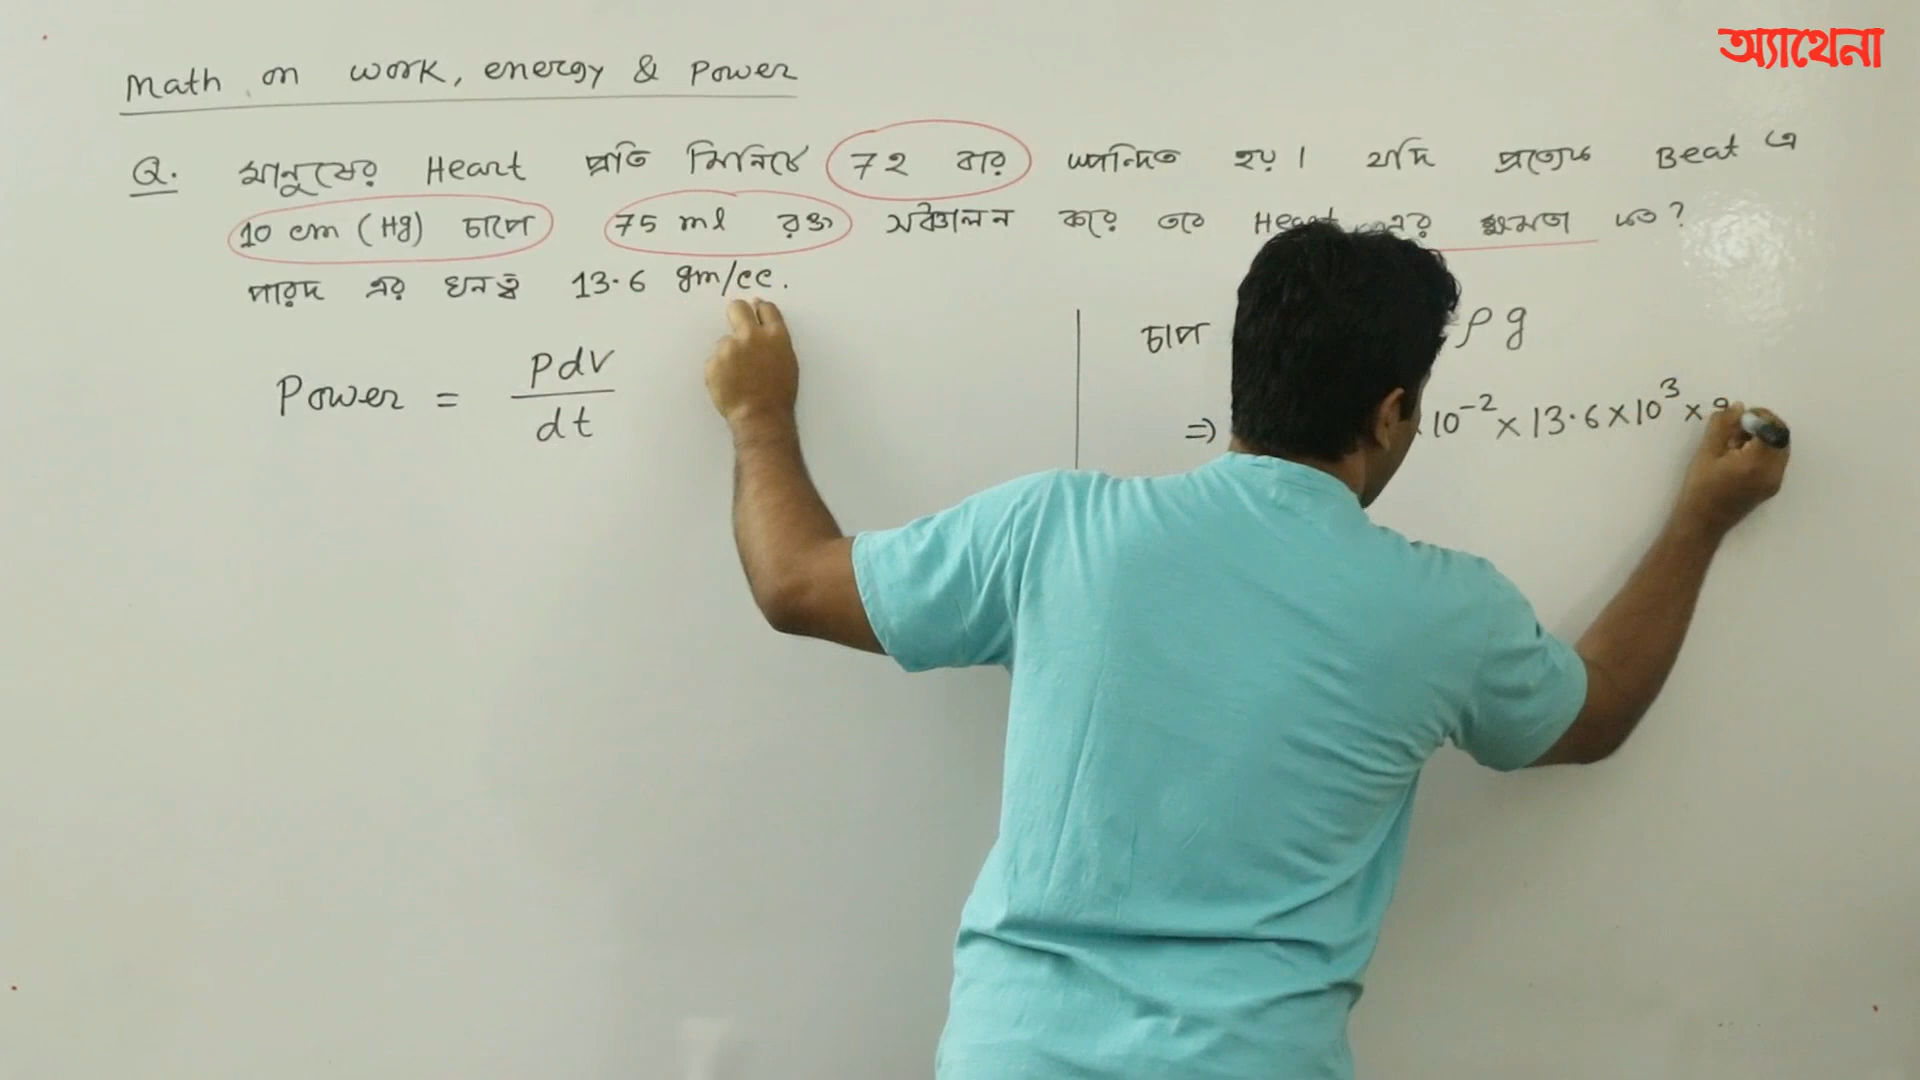 অ্যাথেনা
Math on work, energy & Power
Q. মানুষের Heart প্রতি মিনিটে 72 বার স্পন্দিত হয়। যদি প্রত্যেক Beat এ
10 cm (Hg) চাপে 75 ml রক্ত সঞ্চালন করে তবে Heart এর ক্ষমতা কত?
পারদ এর ঘনত্ব 13.6 gm/cc.
Power = PdV/dt
চাপ ρg
⇒ 10⁻² × 13.6 × 10³ ×